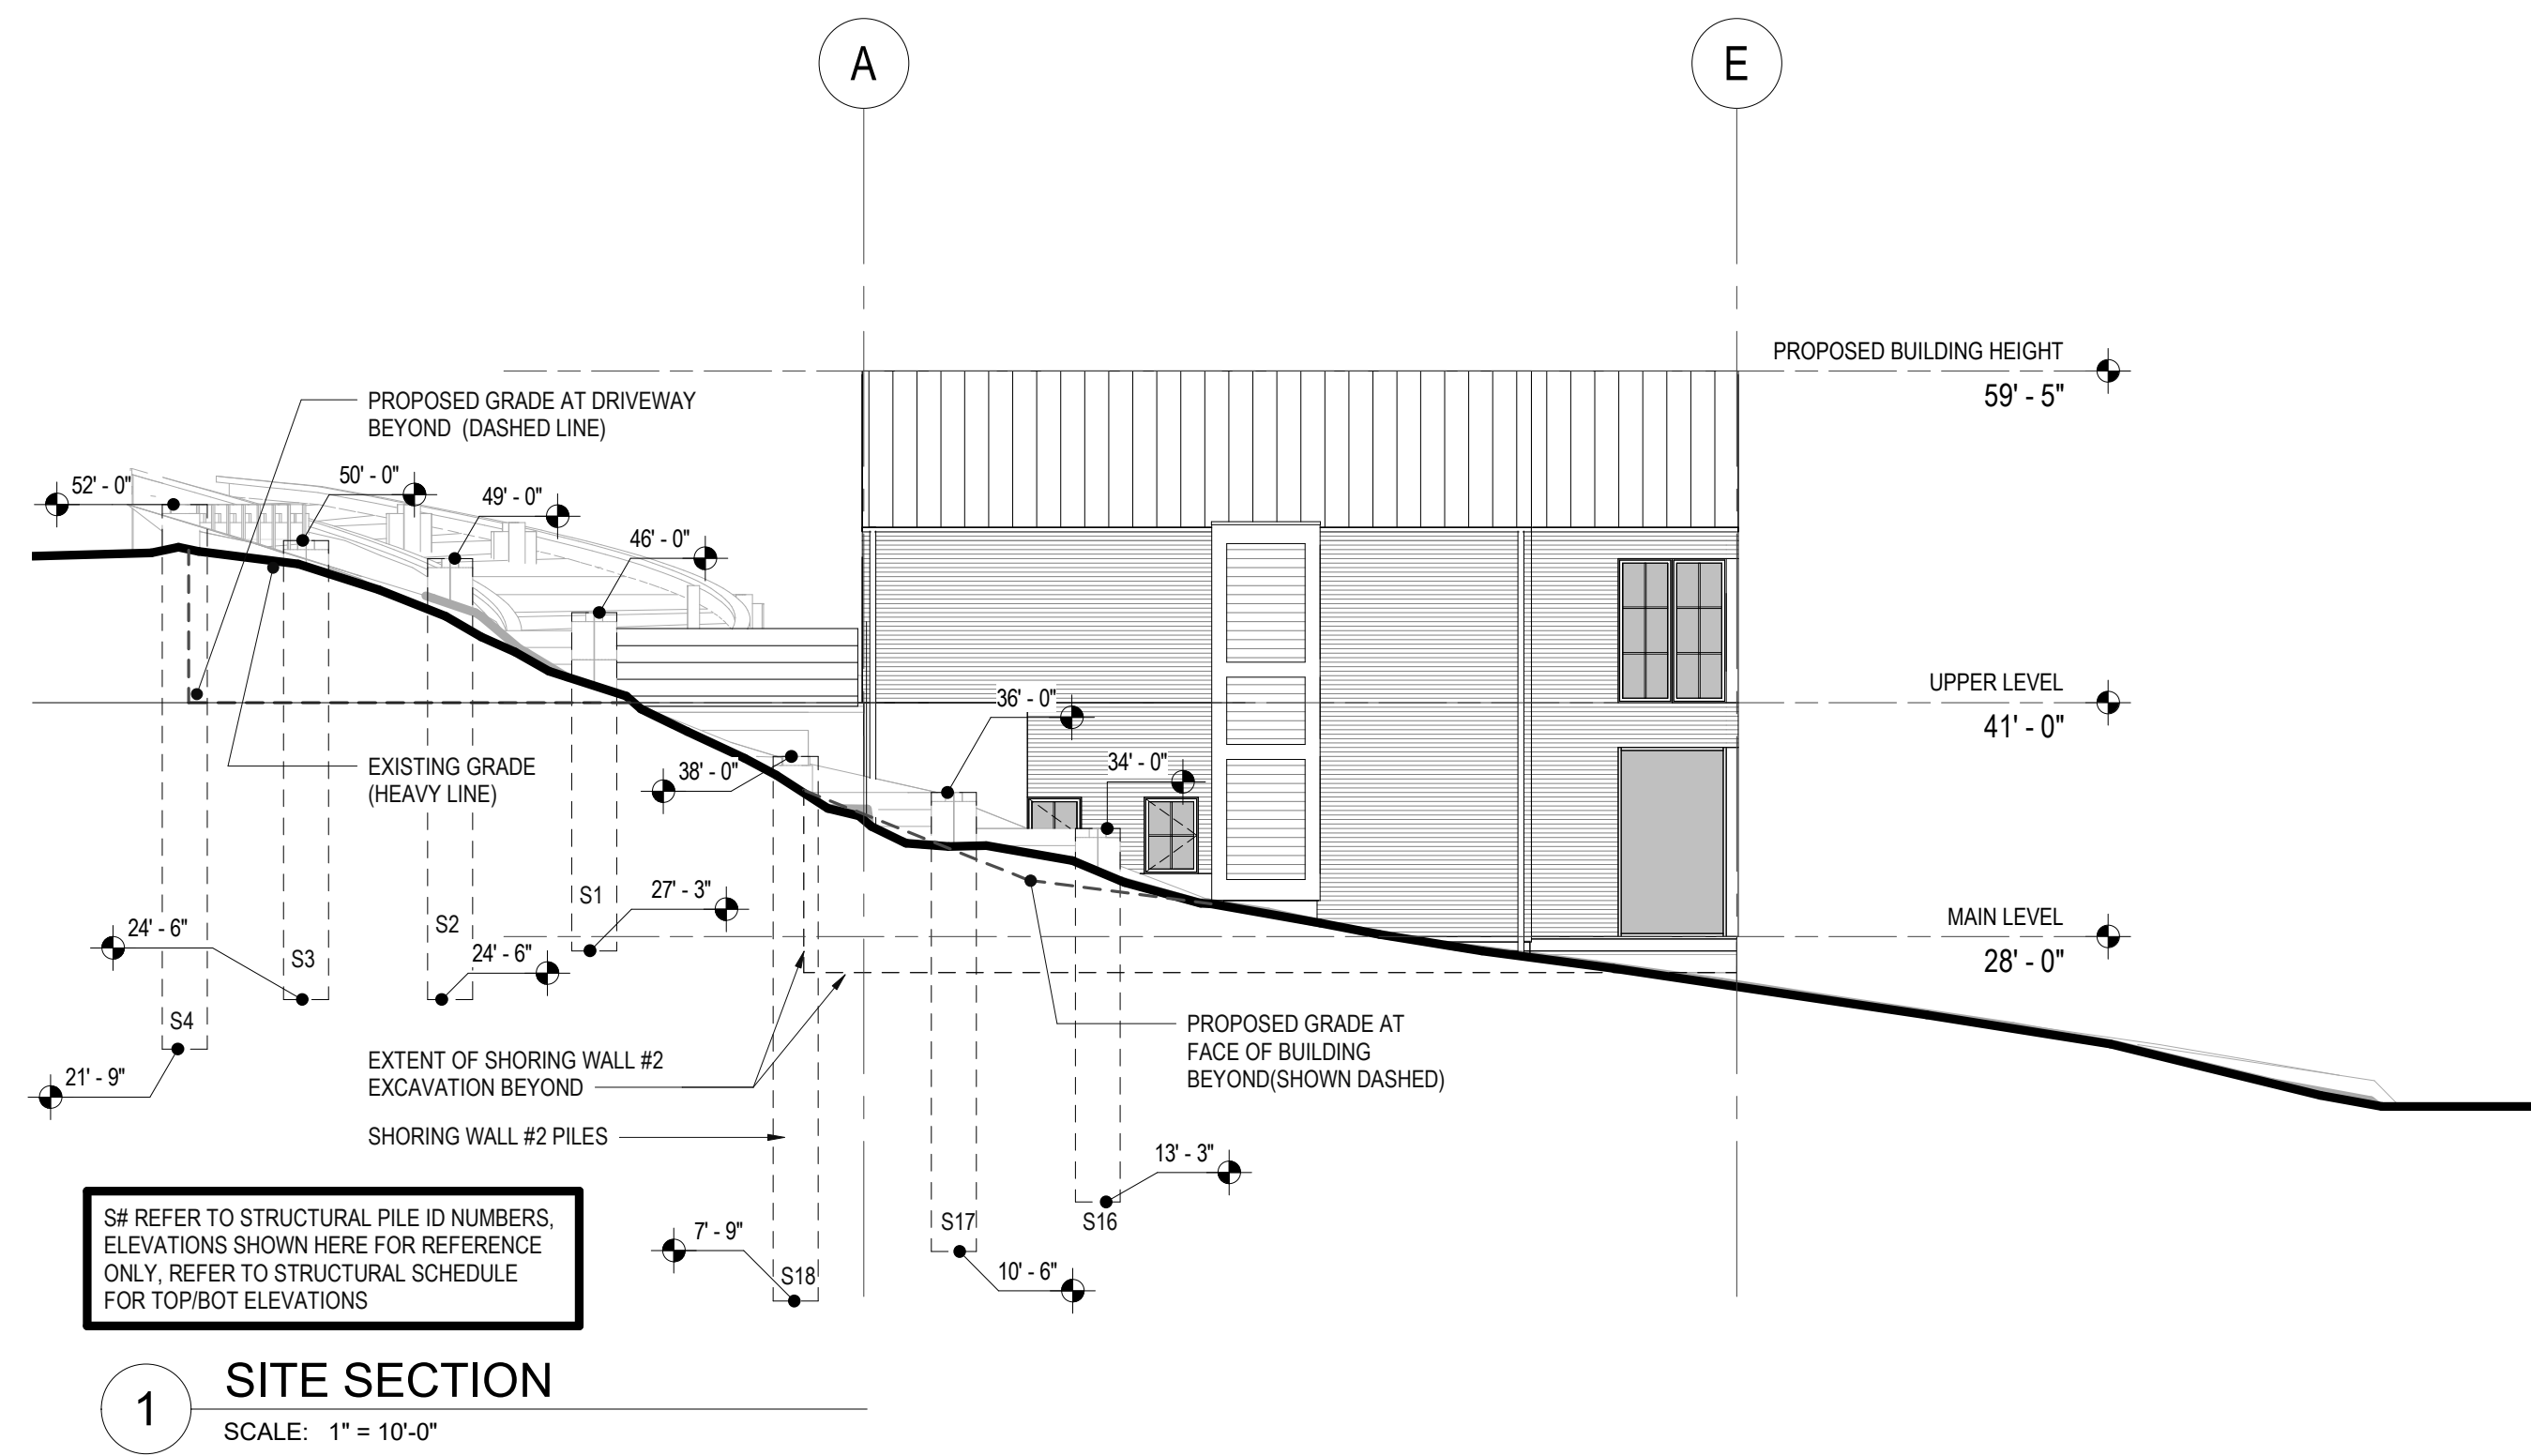 A
E
PROPOSED BUILDING HEIGHT
59' - 5"
PROPOSED GRADE AT DRIVEWAY
BEYOND (DASHED LINE)
52' - 0"
50' - 0"
49' - 0"
46' - 0"
UPPER LEVEL
41' - 0"
36' - 0"
34' - 0"
38' - 0"
EXISTING GRADE
(HEAVY LINE)
S1
27' - 3"
S2
24' - 6"
24' - 6"
S3
MAIN LEVEL
28' - 0"
S4
21' - 9"
EXTENT OF SHORING WALL #2
EXCAVATION BEYOND
PROPOSED GRADE AT
FACE OF BUILDING
BEYOND(SHOWN DASHED)
SHORING WALL #2 PILES
13' - 3"
S17
S16
7' - 9"
S18
10' - 6"
S# REFER TO STRUCTURAL PILE ID NUMBERS,
ELEVATIONS SHOWN HERE FOR REFERENCE
ONLY, REFER TO STRUCTURAL SCHEDULE
FOR TOP/BOT ELEVATIONS
1
SITE SECTION
SCALE: 1" = 10'-0"